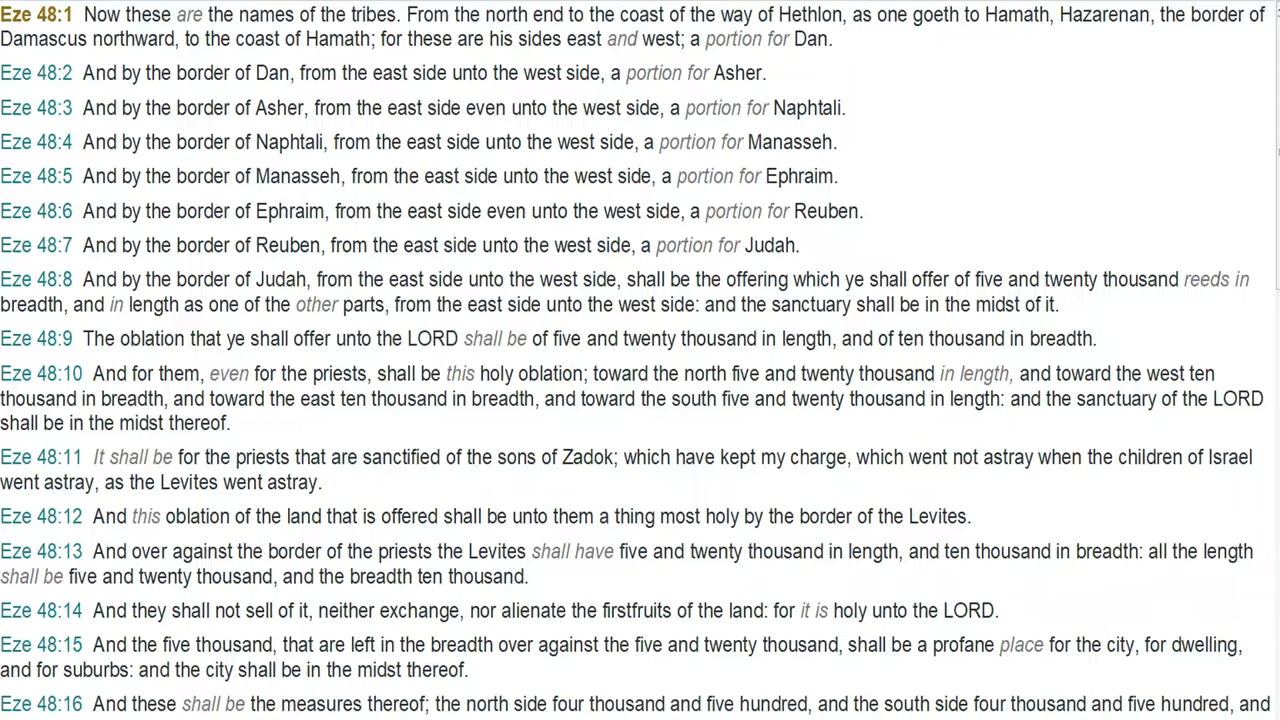 Eze 48:1 Now these are the names of the tribes. From the north end to the coast of the way of Hethlon, as one goeth to Hamath, Hazarenan, the border of
Damascus northward, to the coast of Hamath; for these are his sides east and west; a portion for Dan.
Eze 48:2 And by the border of Dan, from the east side unto the west side, a portion for Asher.
Eze 48:3 And by the border of Asher, from the east side even unto the west side, a portion for Naphtali.
Eze 48:4 And by the border of Naphtali, from the east side unto the west side, a portion for Manasseh.
Eze 48:5 And by the border of Manasseh, from the east side unto the west side, a portion for Ephraim.
Eze 48:6 And by the border of Ephraim, from the east side even unto the west side, a portion for Reuben.
Eze 48:7 And by the border of Reuben, from the east side unto the west side, a portion for Judah.
Eze 48:8 And by the border of Judah, from the east side unto the west side, shall be the offering which ye shall offer of five and twenty thousand reeds in
breadth, and in length as one of the other parts, from the east side unto the west side: and the sanctuary shall be in the midst of it.
Eze 48:9 The oblation that ye shall offer unto the LORD shall be of five and twenty thousand in length, and of ten thousand in breadth.
Eze 48:10 And for them, even for the priests, shall be this holy oblation; toward the north five and twenty thousand in length, and toward the west ten
thousand in breadth, and toward the east ten thousand in breadth, and toward the south five and twenty thousand in length: and the sanctuary of the LORD
shall be in the midst thereof.
Eze 48:11 It shall be for the priests that are sanctified of the sons of Zadok; which have kept my charge, which went not astray when the children of Israel
went astray, as the Levites went astray.
Eze 48:12 And this oblation of the land that is offered shall be unto them a thing most holy by the border of the Levites.
Eze 48:13 And over against the border of the priests the Levites shall have five and twenty thousand in length, and ten thousand in breadth: all the length
shall be five and twenty thousand, and the breadth ten thousand.
Eze 48:14 And they shall not sell of it, neither exchange, nor alienate the firstfruits of the land: for it is holy unto the LORD.
Eze 48:15 And the five thousand, that are left in the breadth over against the five and twenty thousand, shall be a profane place for the city, for dwelling,
and for suburbs: and the city shall be in the midst thereof.
Eze 48:16 And these shall be the measures thereof; the north side four thousand and five hundred, and the south side four thousand and five hundred, and